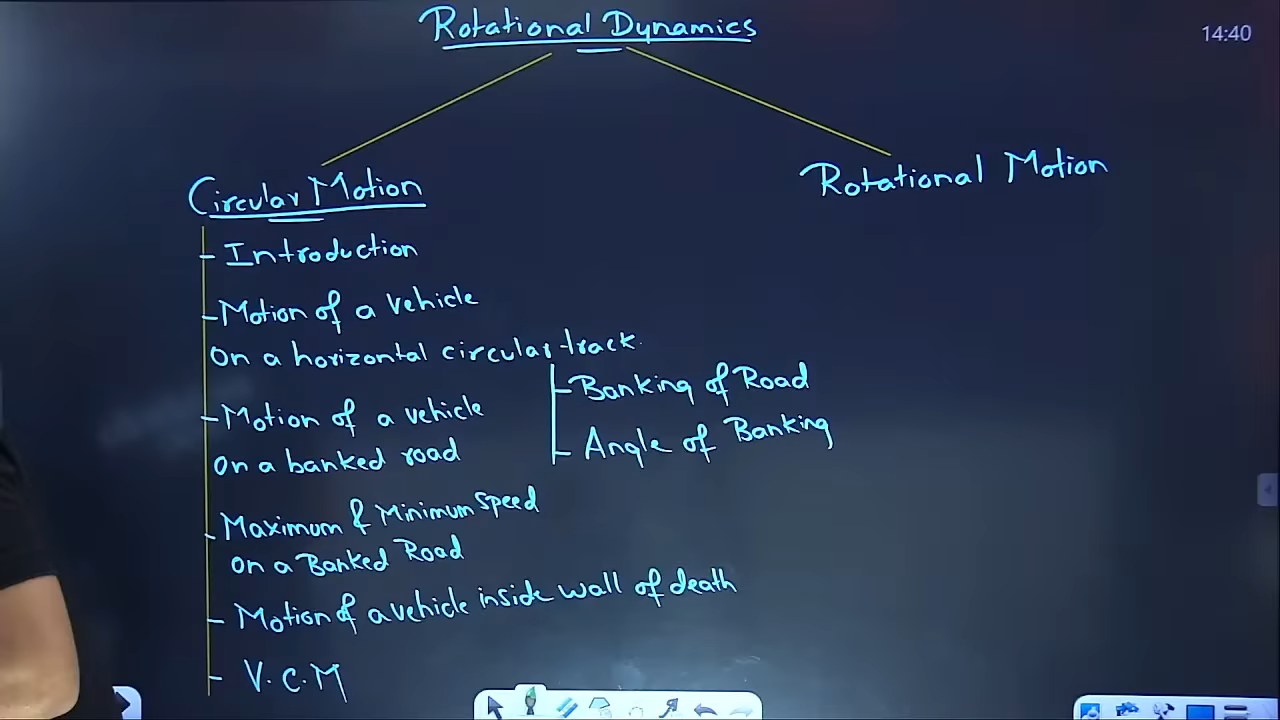 Rotational Dynamics
14:40
Circular Motion
Rotational Motion
- Introduction
- Motion of a vehicle
on a horizontal circular track.
- Motion of a vehicle
on a banked road
- Banking of Road
- Angle of Banking
- Maximum & Minimum speed
on a Banked Road
- Motion of a vehicle inside wall of death
- V.C.M